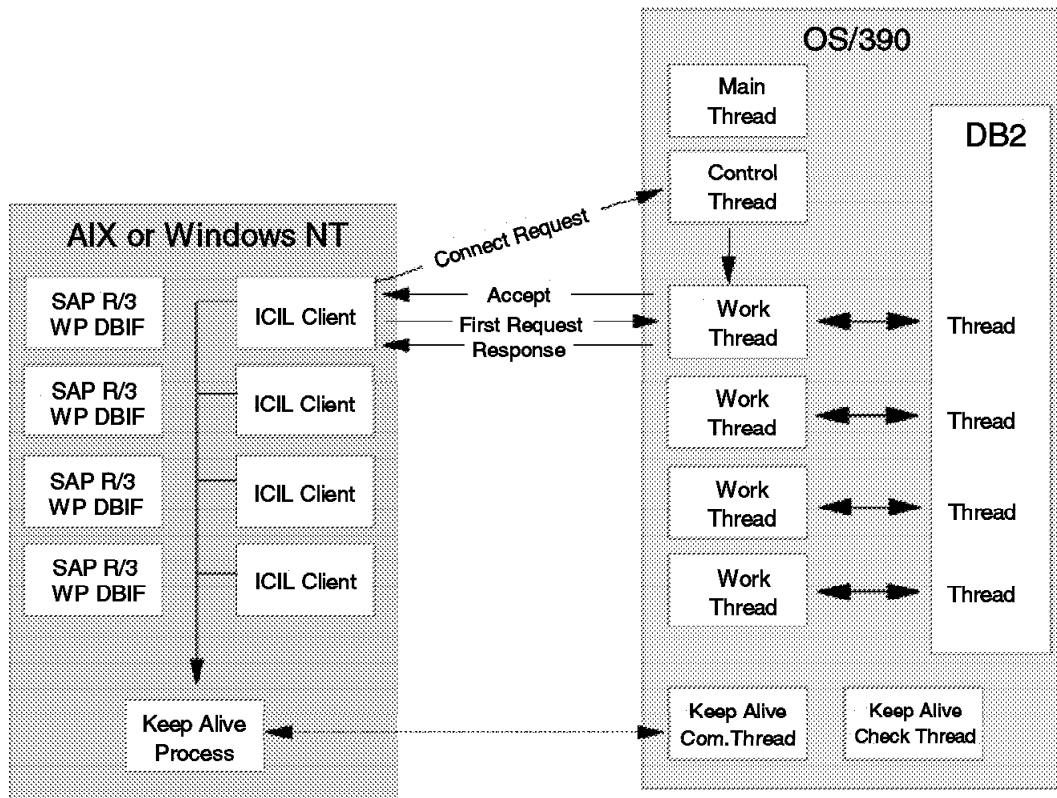 OS/390
Main
Thread
DB2
Control
Thread
Connect Request
AIX or Windows NT
SAP R/3
WP DBIF
ICIL Client
Accept
First Request
Response
Work
Thread
Thread
SAP R/3
WP DBIF
ICIL Client
Work
Thread
Thread
SAP R/3
WP DBIF
ICIL Client
Work
Thread
Thread
SAP R/3
WP DBIF
ICIL Client
Work
Thread
Thread
Keep Alive
Process
Keep Alive
Com.Thread
Keep Alive
Check Thread